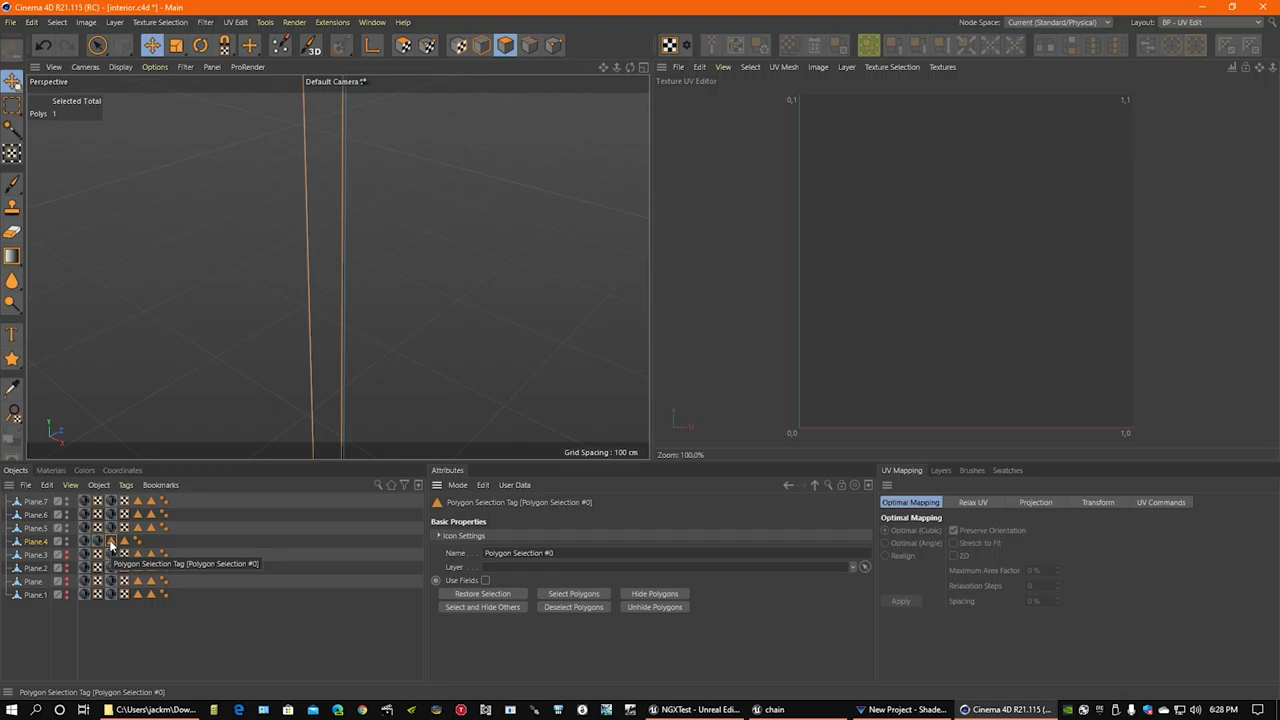 Cinema 4D R21.115 (RC) - [interior.c4d *] - Main
File Edit Select Image Layer Texture Selection Filter UV Edit Tools Render Extensions Window Help
Node Space: Current (Standard/Physical) Layout: BP - UV Edit
View Cameras Display Options Filter Panel ProRender
File Edit View Select UV Mesh Image Layer Texture Selection Textures
Perspective
Default Camera
Texture UV Editor
Selected Total
Polys 1
0,1
1,1
0,0
1,0
Y
Z
X
V
U
Grid Spacing : 100 cm
Zoom: 100.0%
Objects Materials Colors Coordinates
Attributes
UV Mapping Layers Brushes Swatches
File Edit View Object Tags Bookmarks
Mode Edit User Data
Plane.7
Plane.6
Plane.5
Plane.4
Plane.3
Plane.2
Plane
Plane.1
Polygon Selection Tag [Polygon Selection #0]
Polygon Selection Tag [Polygon Selection #0]
Basic Properties
Icon Settings
Name . . . Polygon Selection #0
Layer
Use Fields
Restore Selection Select Polygons Hide Polygons
Select and Hide Others Deselect Polygons Unhide Polygons
Optimal Mapping Relax UV Projection Transform UV Commands
Optimal Mapping
Optimal (Cubic) Preserve Orientation
Optimal (Angle) Stretch to Fit
Realign 2D
Maximum Area Factor 0 %
Relaxation Steps 0
Apply Spacing 0 %
Polygon Selection Tag [Polygon Selection #0]
C:\Users\jackm\Dow... NGXTest - Unreal Edi... chain New Project - Shade... Cinema 4D R21.115 (... 6:28 PM